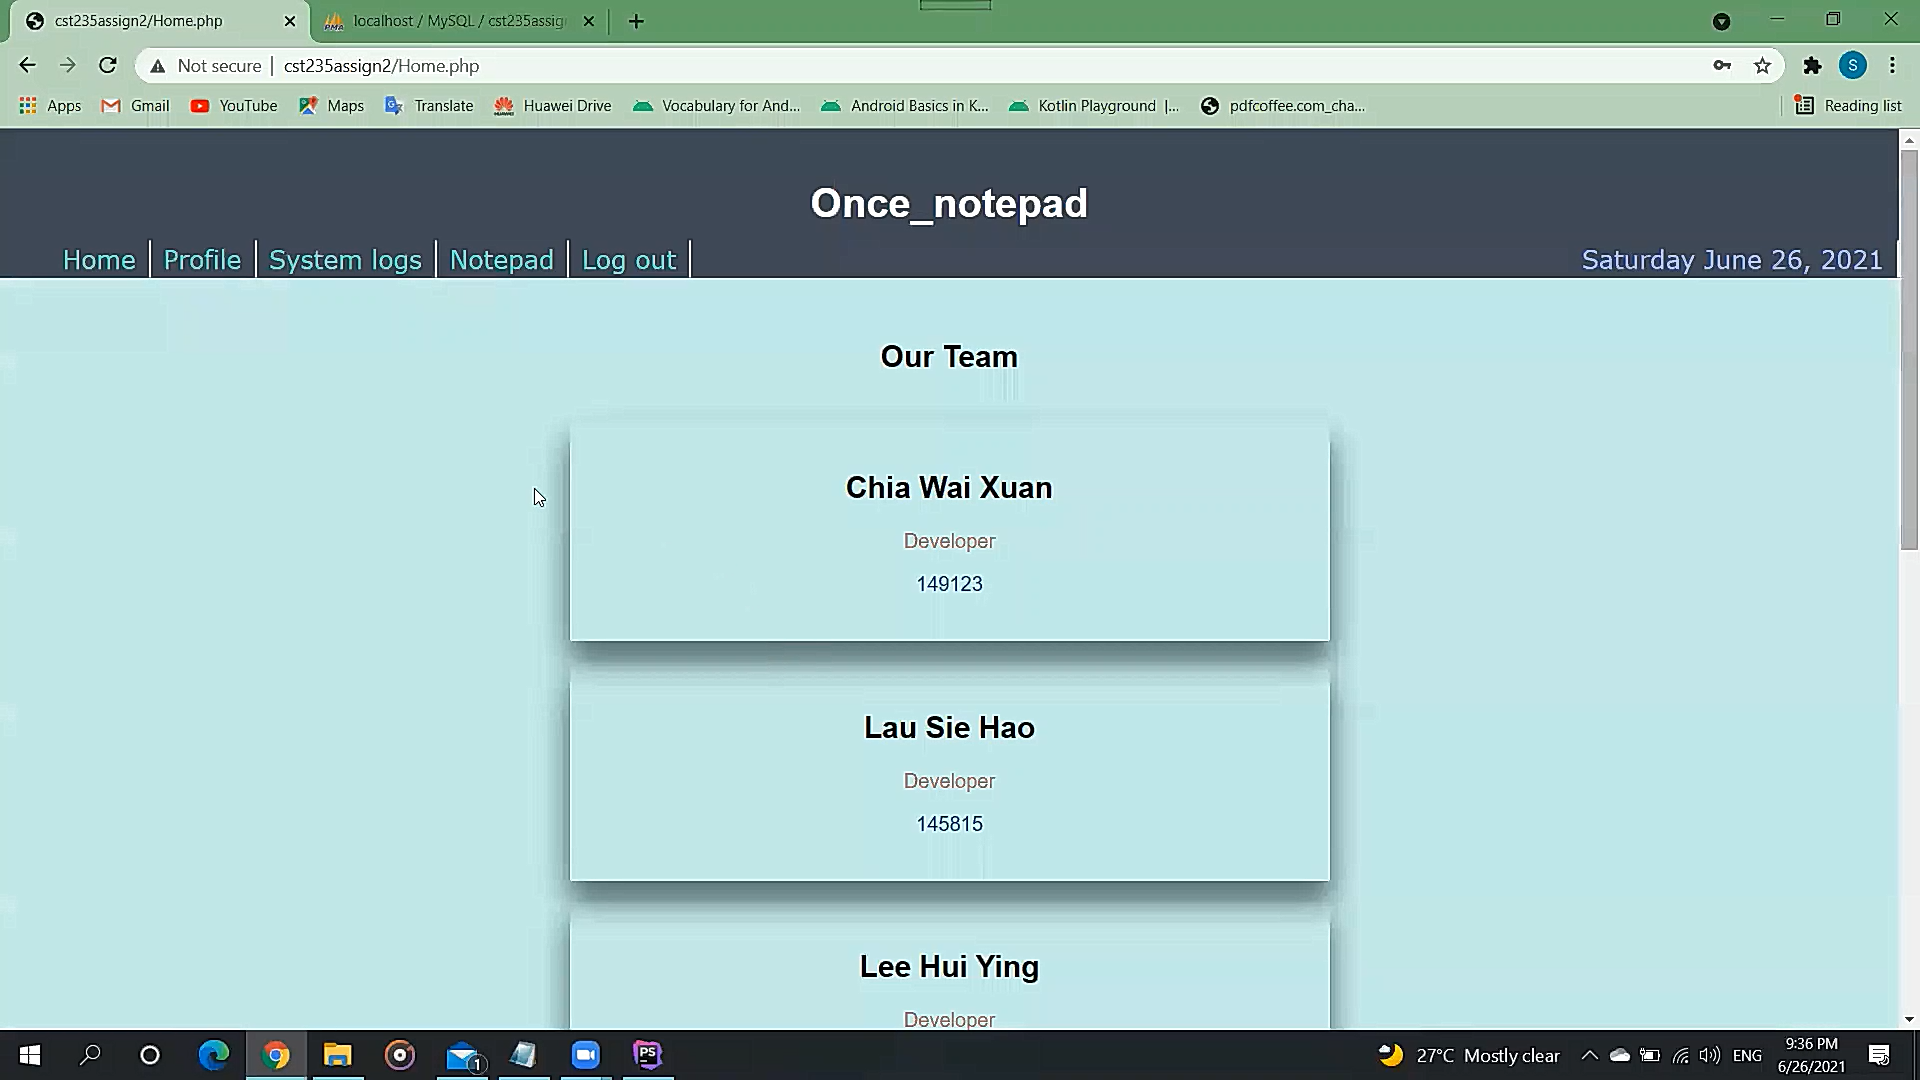 cst235assign2/Home.php
localhost / MySQL / cst235assig
Not secure | cst235assign2/Home.php
S
Apps
Gmail
YouTube
Maps
Translate
Huawei Drive
Vocabulary for And...
Android Basics in K...
Kotlin Playground |...
pdfcoffee.com_cha...
Reading list
Once_notepad
Home
Profile
System logs
Notepad
Log out
Saturday June 26, 2021
Our Team
Chia Wai Xuan
Developer
149123
Lau Sie Hao
Developer
145815
Lee Hui Ying
Developer
1
PS
27°C Mostly clear
ENG
9:36 PM
6/26/2021